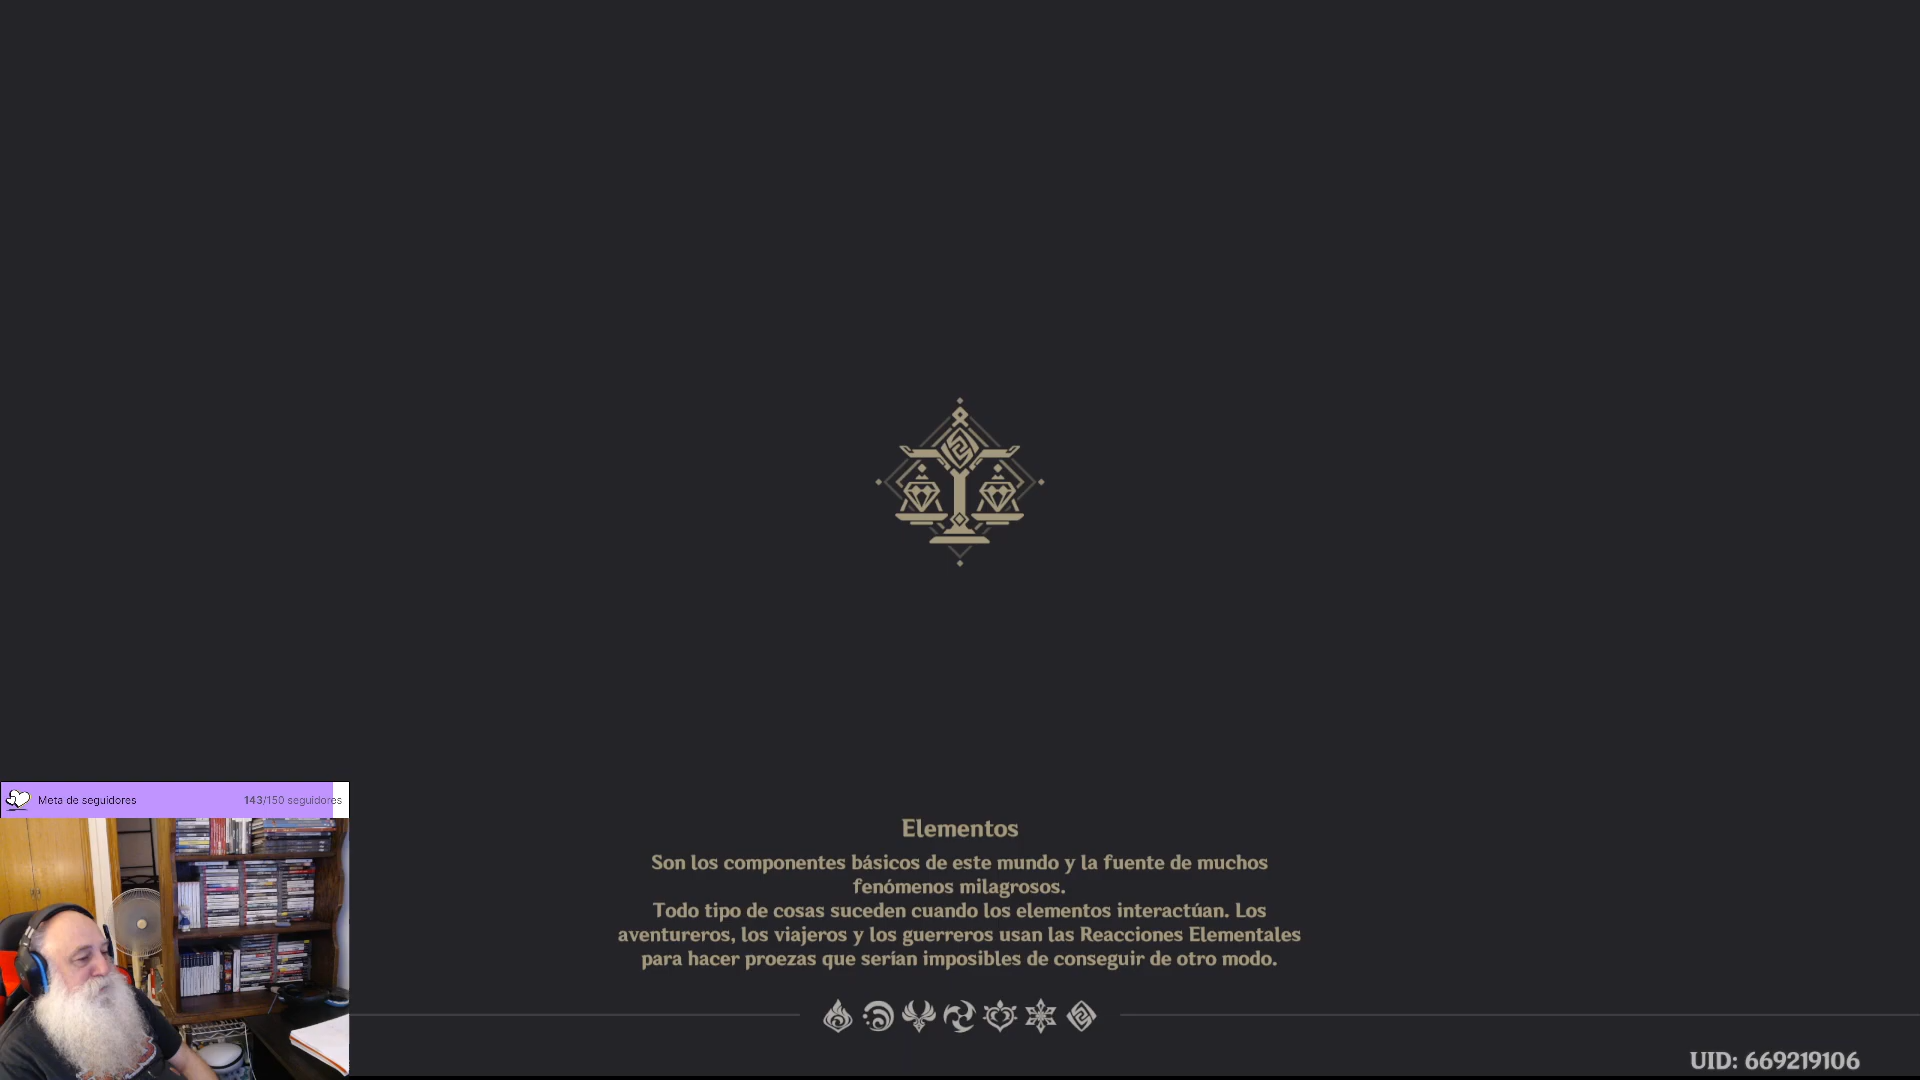 Meta de seguidores
143/150 seguidores
Elementos
Son los componentes básicos de este mundo y la fuente de muchos
fenómenos milagrosos.
Todo tipo de cosas suceden cuando los elementos interactúan. Los
aventureros, los viajeros y los guerreros usan las Reacciones Elementales
para hacer proezas que serían imposibles de conseguir de otro modo.
UID: 669219106